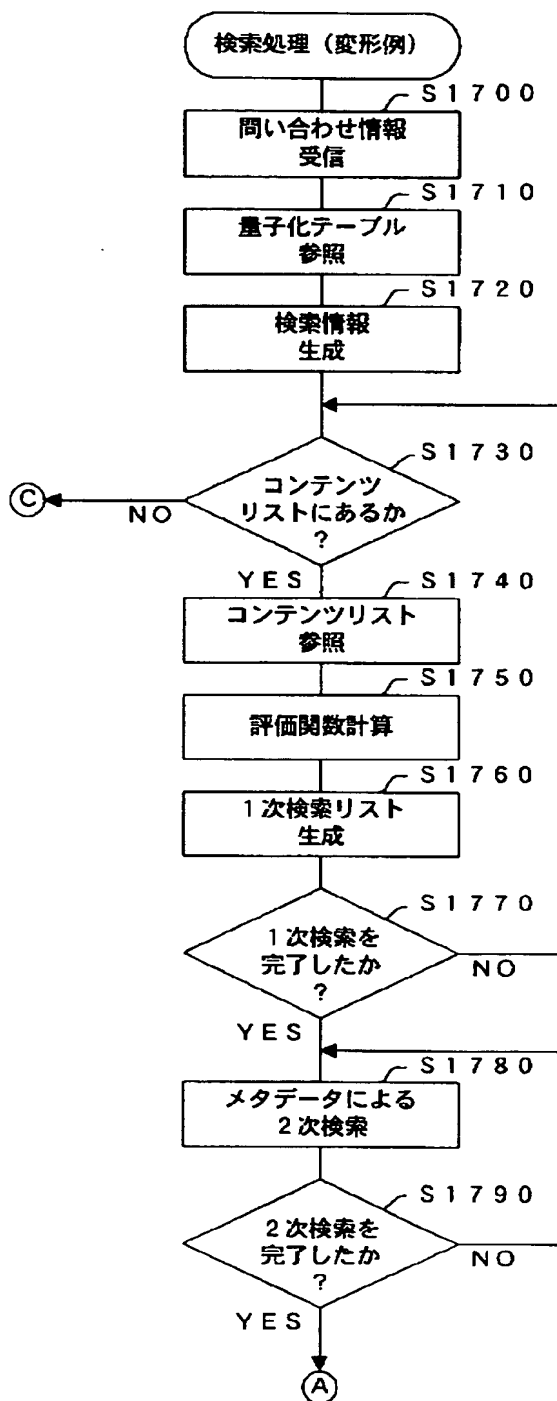 検索処理（変形例）
S1700
問い合わせ情報
受信
S1710
量子化テーブル
参照
S1720
検索情報
生成
S1730
コンテンツ
リストにあるか
?
C
NO
YES
S1740
コンテンツリスト
参照
S1750
評価関数計算
S1760
1次検索リスト
生成
S1770
1次検索を
完了したか
?
NO
YES
S1780
メタデータによる
2次検索
S1790
2次検索を
完了したか
?
NO
YES
A